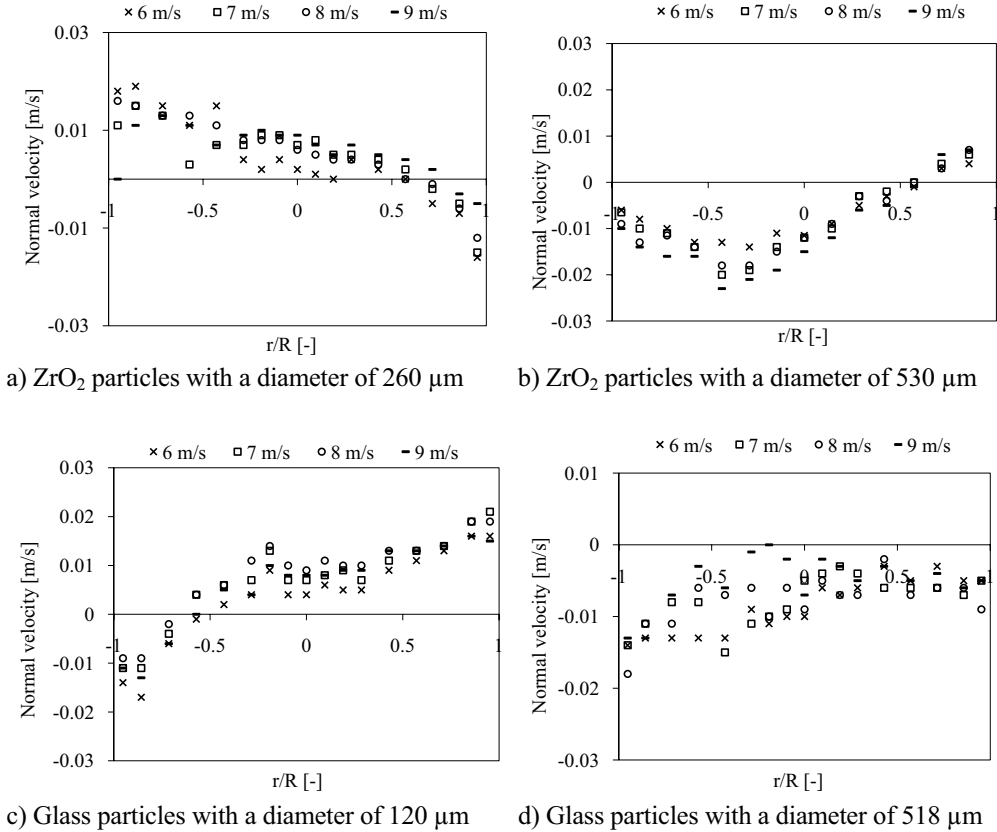 × 6 m/s □ 7 m/s ○ 8 m/s - 9 m/s
0.03
0.01
-0.01
-0.03
-1 -0.5 0 0.5 1
Normal velocity [m/s]
r/R [-]
a) ZrO₂ particles with a diameter of 260 µm
× 6 m/s □ 7 m/s ○ 8 m/s - 9 m/s
0.03
0.02
0.01
0
-0.01
-0.02
-0.03
-1 -0.5 0 0.5 1
Normal velocity [m/s]
r/R [-]
b) ZrO₂ particles with a diameter of 530 µm
× 6 m/s □ 7 m/s ○ 8 m/s - 9 m/s
0.03
0.02
0.01
0
-0.01
-0.02
-0.03
-1 -0.5 0 0.5 1
Normal velocity [m/s]
r/R [-]
c) Glass particles with a diameter of 120 µm
× 6 m/s □ 7 m/s ○ 8 m/s - 9 m/s
0.01
0
-0.01
-0.02
-0.03
-1 -0.5 0 0.5 1
Normal velocity [m/s]
r/R [-]
d) Glass particles with a diameter of 518 µm